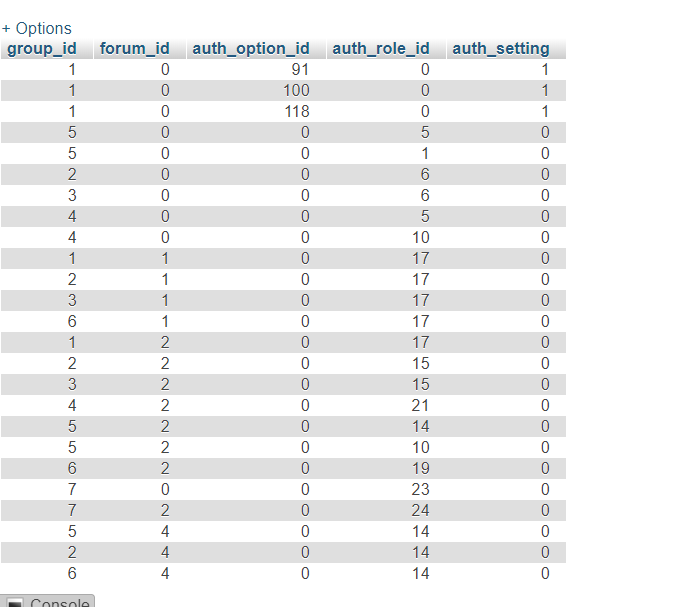 + Options
group_id forum_id auth_option_id auth_role_id auth_setting
1 0 91 0 1
1 0 100 0 1
1 0 118 0 1
5 0 0 5 0
5 0 0 1 0
2 0 0 6 0
3 0 0 6 0
4 0 0 5 0
4 0 0 10 0
1 1 0 17 0
2 1 0 17 0
3 1 0 17 0
6 1 0 17 0
1 2 0 17 0
2 2 0 15 0
3 2 0 15 0
4 2 0 21 0
5 2 0 14 0
5 2 0 10 0
6 2 0 19 0
7 0 0 23 0
7 2 0 24 0
5 4 0 14 0
2 4 0 14 0
6 4 0 14 0
Console